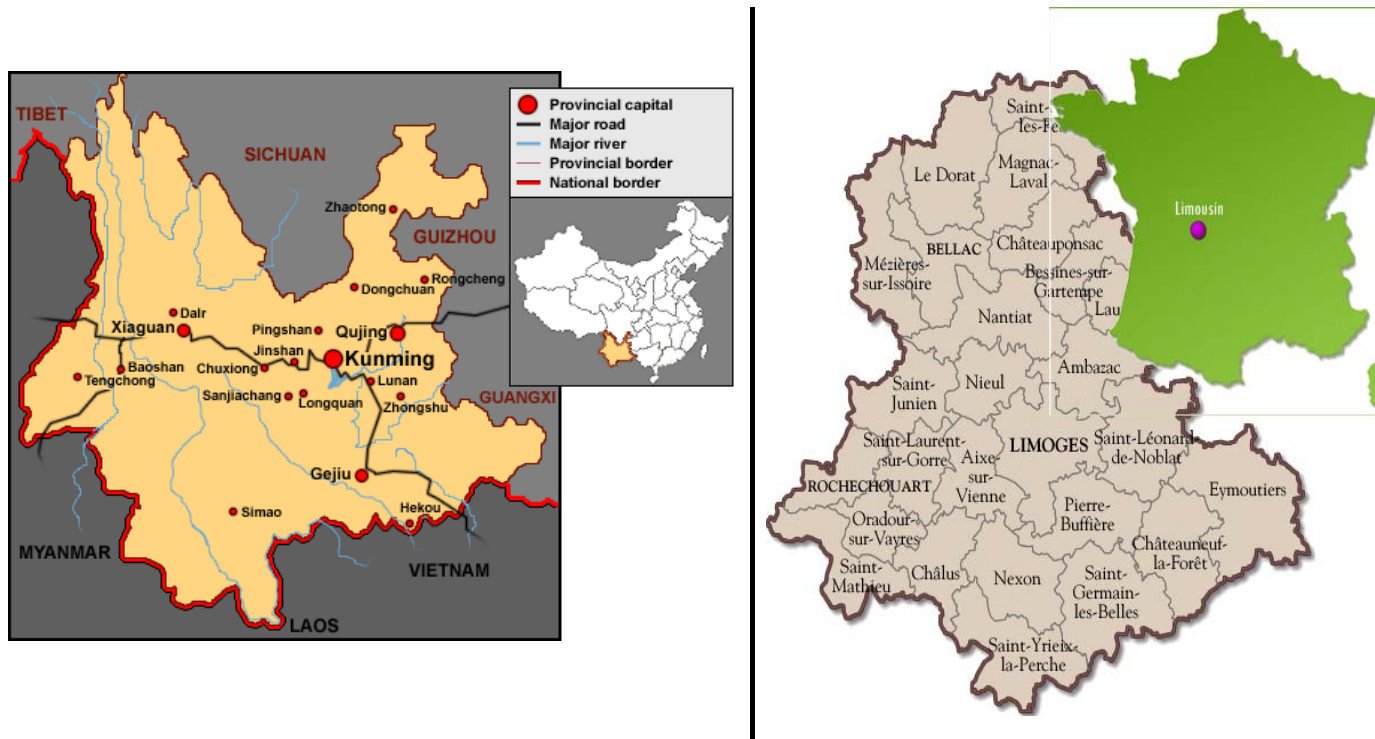 TIBET
SICHUAN
Provincial capital
Major road
Major river
Provincial border
National border
Zhaotong
GUIZHOU
Rongcheng
Dongchuan
Dalr
Xiaguan
Pingshan
Qujing
Jinshan
Kunming
Baoshan
Chuxiong
Tengchong
Lunan
Sanjiachang
Longquan
Zhongshu
GUANGXI
Gejiu
Simao
Hekou
MYANMAR
VIETNAM
LAOS
Saint-
les-Fe
Magnac-
Laval
Le Dorat
Limousin
Châteauponsac
BELLAC
Mézières-
sur-Issoire
Bessines-sur-
Gartempe
Lau
Nantiat
Ambazac
Nieul
Saint-
Junien
LIMOGES
Saint-Léonard-
de-Noblat
Saint-Laurent-
sur-Gorre
Aixe-
sur-
Vienne
ROCHECHOUART
Eymoutiers
Pierre-
Buffière
Oradour-
sur-Vayres
Châteauneuf-
la-Forêt
Saint-
Mathieu
Châlus
Nexon
Saint-
Germain-
les-Belles
Saint-Yrieix-
la-Perche